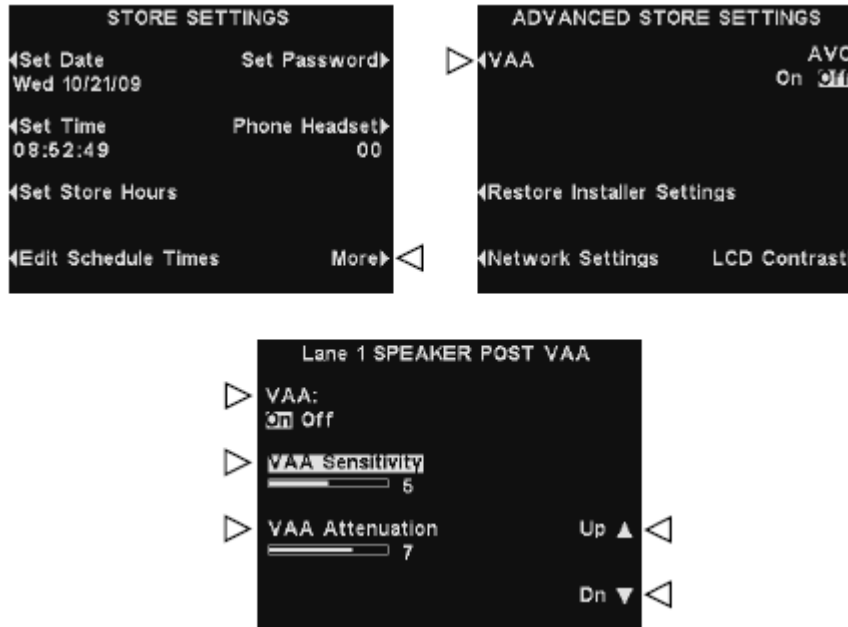 STORE SETTINGS
Set Date Set Password
Wed 10/21/09
Set Time Phone Headset
08:52:49 00
Set Store Hours
Edit Schedule Times More
ADVANCED STORE SETTINGS
VAA AVC
On Off
Restore Installer Settings
Network Settings LCD Contrast
Lane 1 SPEAKER POST VAA
VAA:
On Off
VAA Sensitivity
5
VAA Attenuation Up
7
Dn